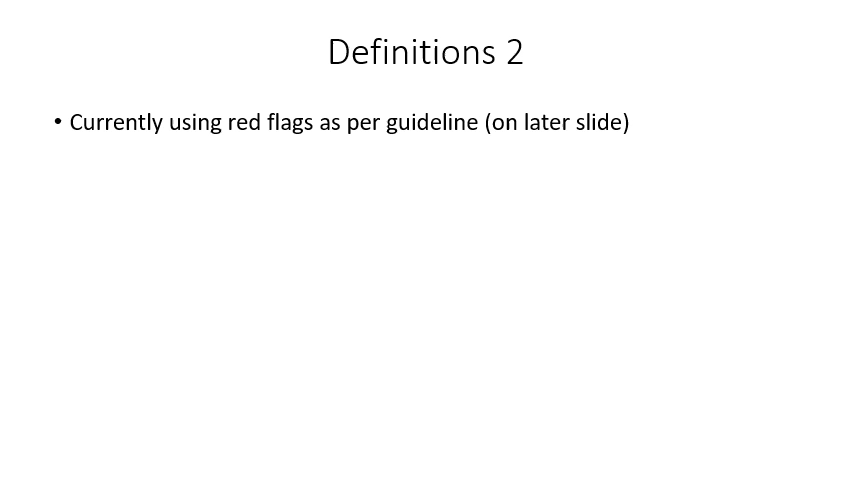 Definitions 2
• Currently using red flags as per guideline (on later slide)